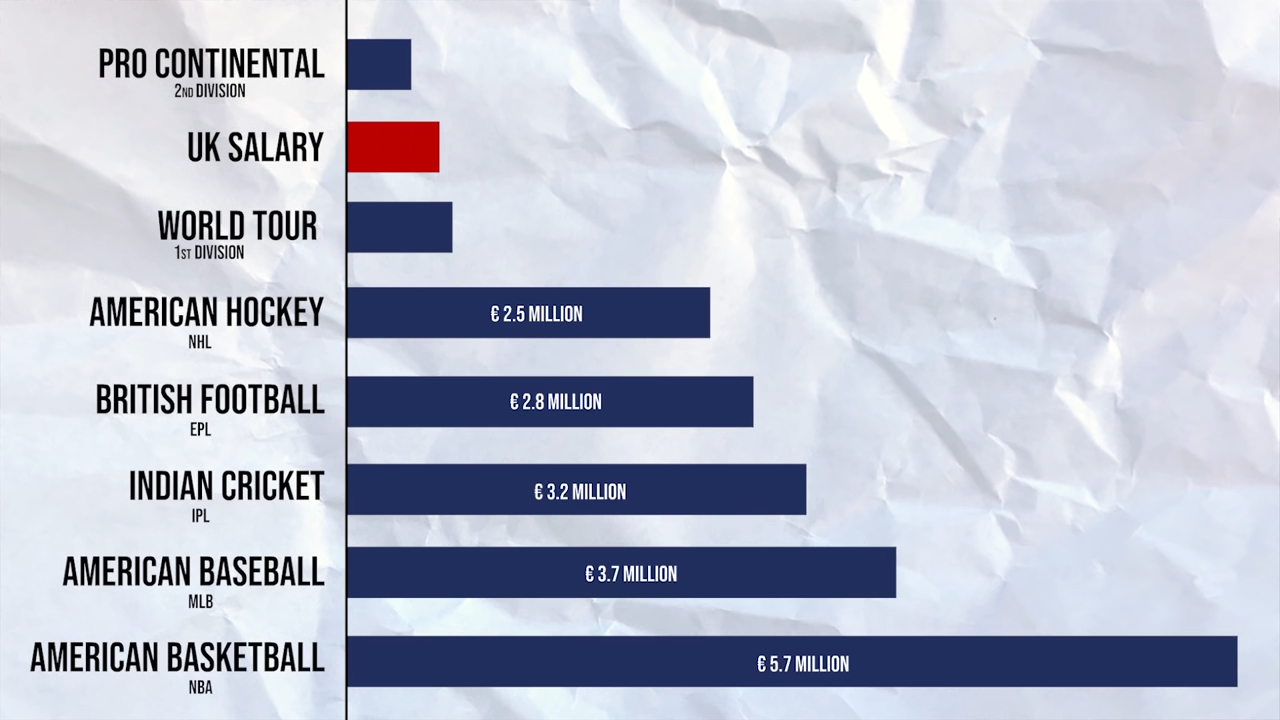 PRO CONTINENTAL
2ND DIVISION
UK SALARY
WORLD TOUR
1ST DIVISION
AMERICAN HOCKEY
NHL
€ 2.5 MILLION
BRITISH FOOTBALL
EPL
€ 2.8 MILLION
INDIAN CRICKET
IPL
€ 3.2 MILLION
AMERICAN BASEBALL
MLB
€ 3.7 MILLION
AMERICAN BASKETBALL
NBA
€ 5.7 MILLION